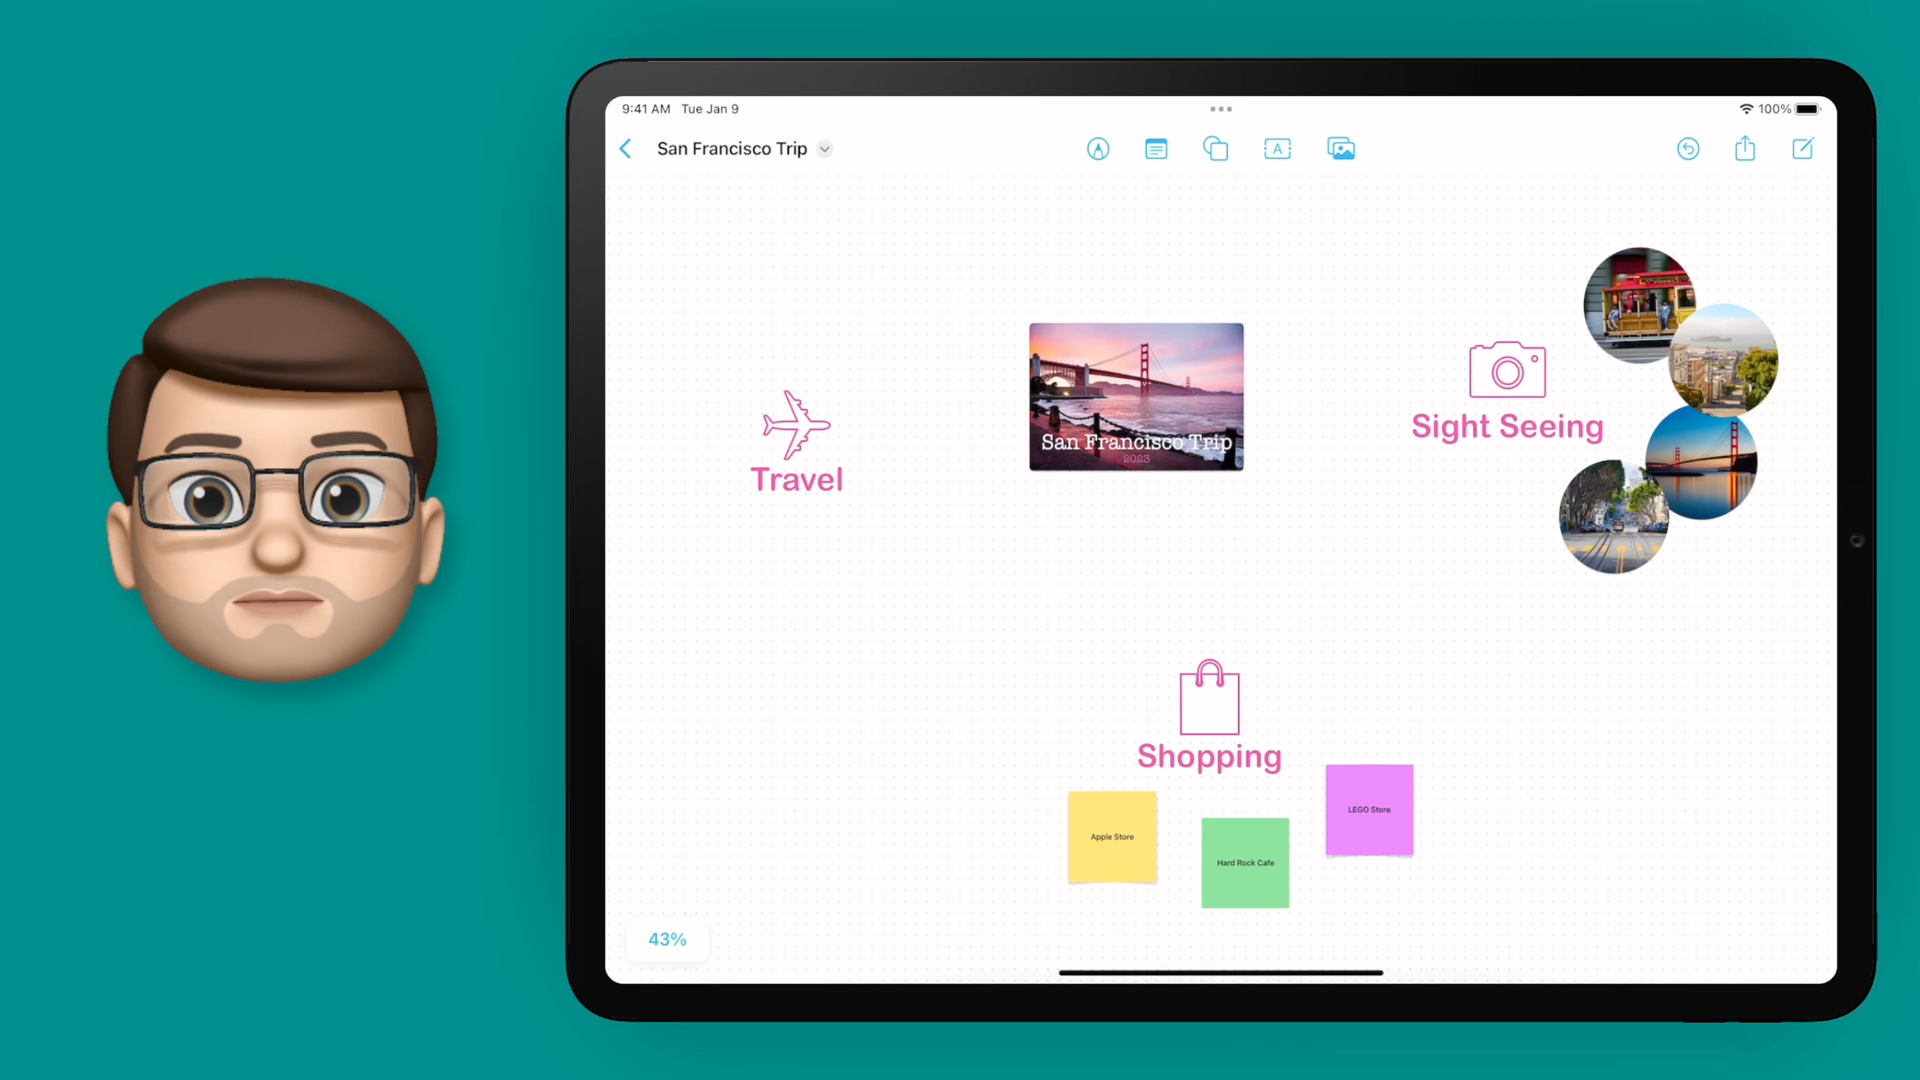 9:41 AM Tue Jan 9
100%
San Francisco Trip
A
San Francisco Trip
2023
Travel
Sight Seeing
Shopping
Apple Store
Hard Rock Cafe
LEGO Store
43%